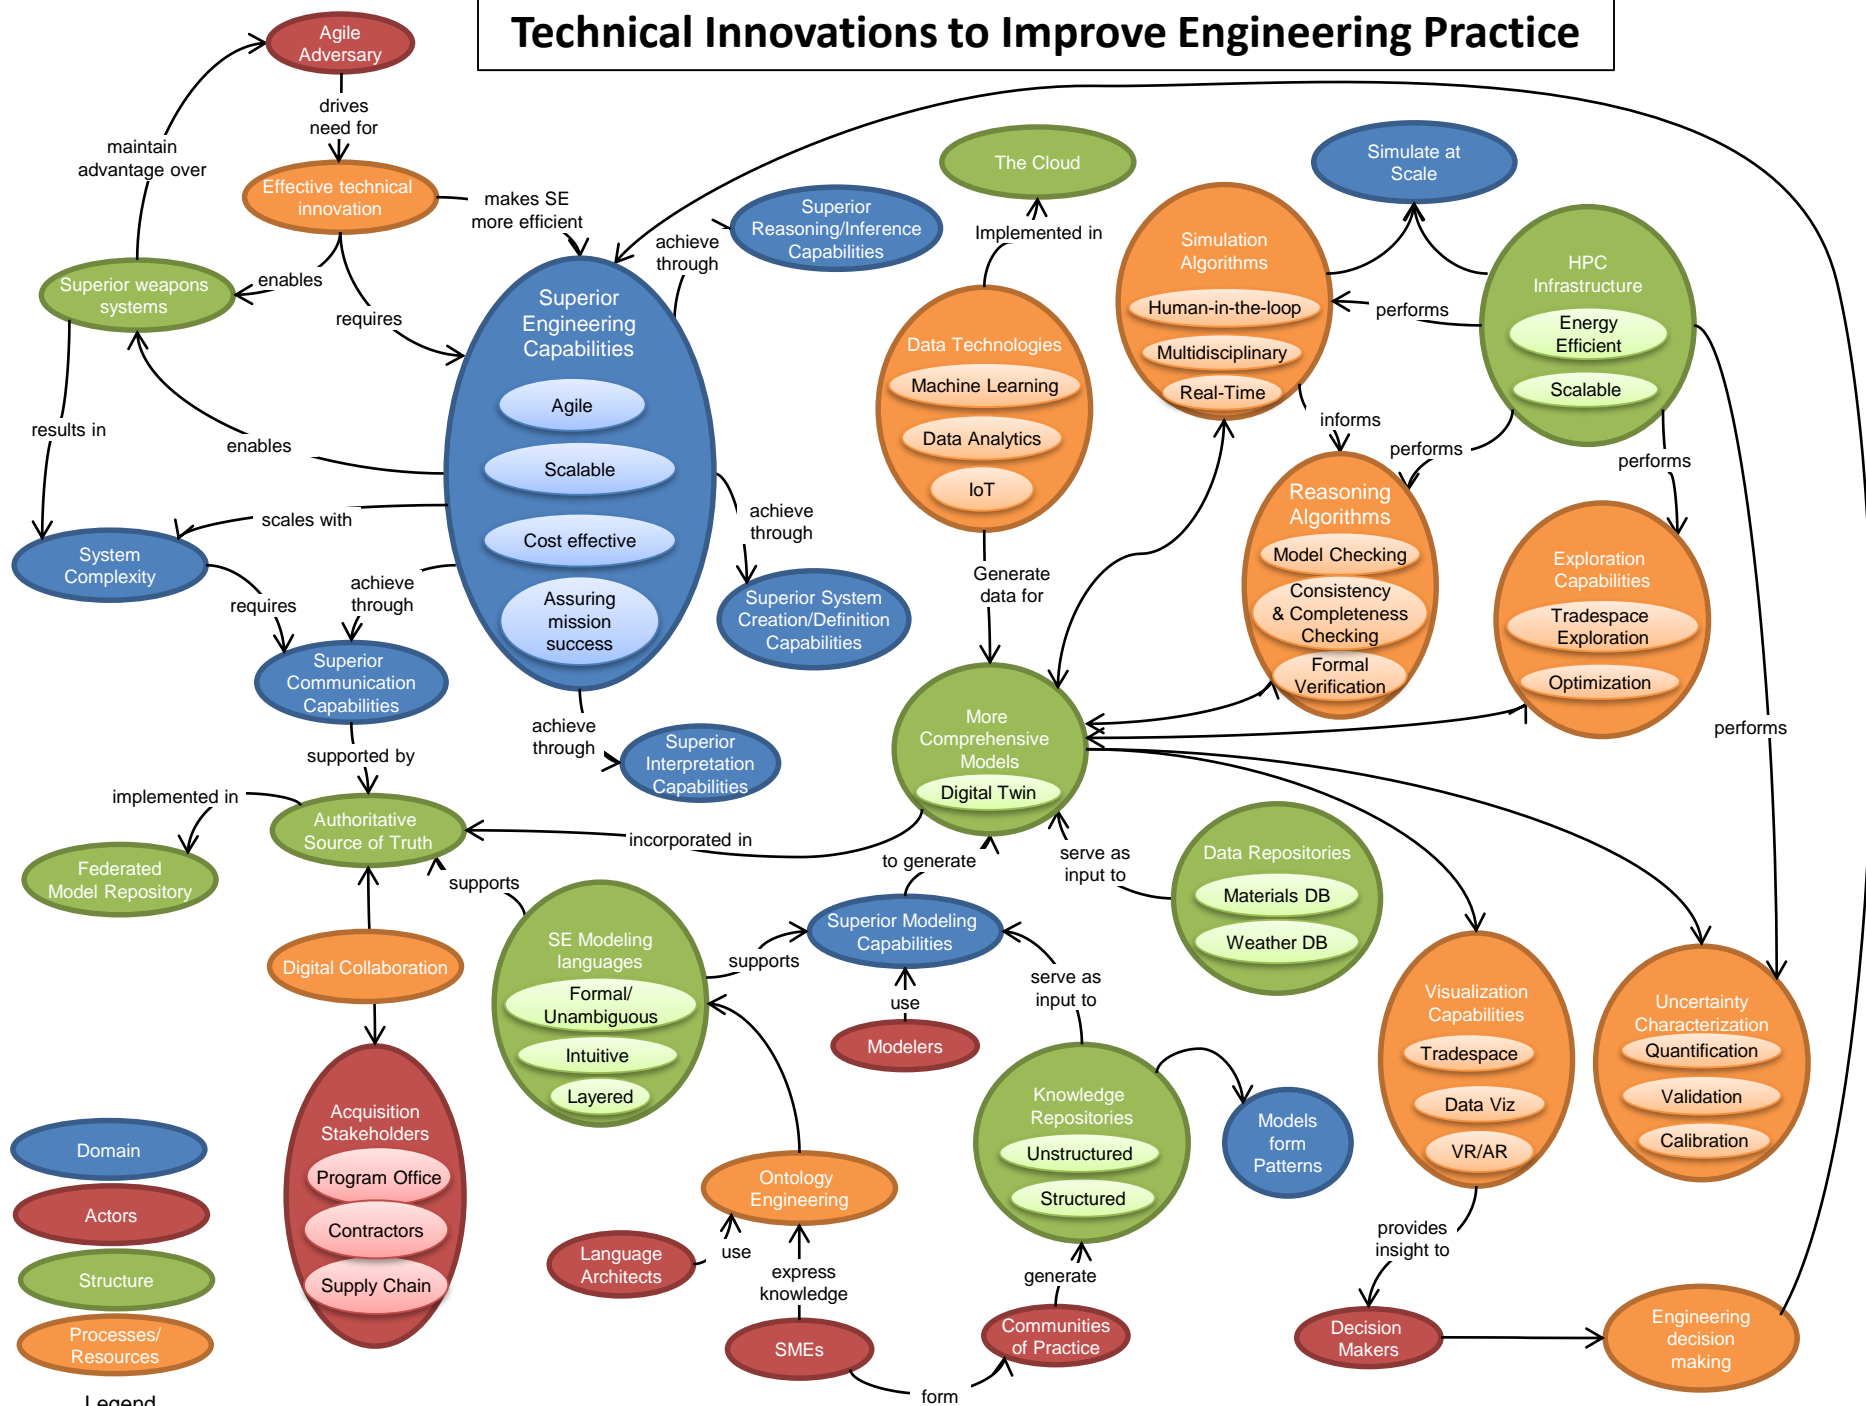 Technical Innovations to Improve Engineering Practice
Agile
Adversary
drives
need for
maintain
advantage over
Effective technical
innovation
makes SE
more efficient
Superior weapons
systems
enables
requires
results in
enables
scales with
System
Complexity
requires
achieve
through
Superior
Engineering
Capabilities
Agile
Scalable
Cost effective
Assuring
mission
success
achieve
through
Superior
Reasoning/Inference
Capabilities
achieve
through
Superior System
Creation/Definition
Capabilities
achieve
through
Superior
Interpretation
Capabilities
Superior
Communication
Capabilities
supported by
implemented in
Authoritative
Source of Truth
Federated
Model Repository
incorporated in
supports
Digital Collaboration
Acquisition
Stakeholders
Program Office
Contractors
Supply Chain
The Cloud
Implemented in
Data Technologies
Machine Learning
Data Analytics
IoT
Generate
data for
Simulation
Algorithms
Human-in-the-loop
Multidisciplinary
Real-Time
Simulate at
Scale
HPC
Infrastructure
Energy
Efficient
Scalable
performs
informs
performs
performs
performs
Reasoning
Algorithms
Model Checking
Consistency
& Completeness
Checking
Formal
Verification
Exploration
Capabilities
Tradespace
Exploration
Optimization
More
Comprehensive
Models
Digital Twin
to generate
serve as
input to
Data Repositories
Materials DB
Weather DB
SE Modeling
languages
Formal/
Unambiguous
Intuitive
Layered
supports
Superior Modeling
Capabilities
use
Modelers
serve as
input to
Knowledge
Repositories
Unstructured
Structured
Models
form
Patterns
Visualization
Capabilities
Tradespace
Data Viz
VR/AR
Uncertainty
Characterization
Quantification
Validation
Calibration
Ontology
Engineering
Language
Architects
use
express
knowledge
SMEs
form
generate
Communities
of Practice
provides
insight to
Decision
Makers
Engineering
decision
making
Domain
Actors
Structure
Processes/
Resources
Legend